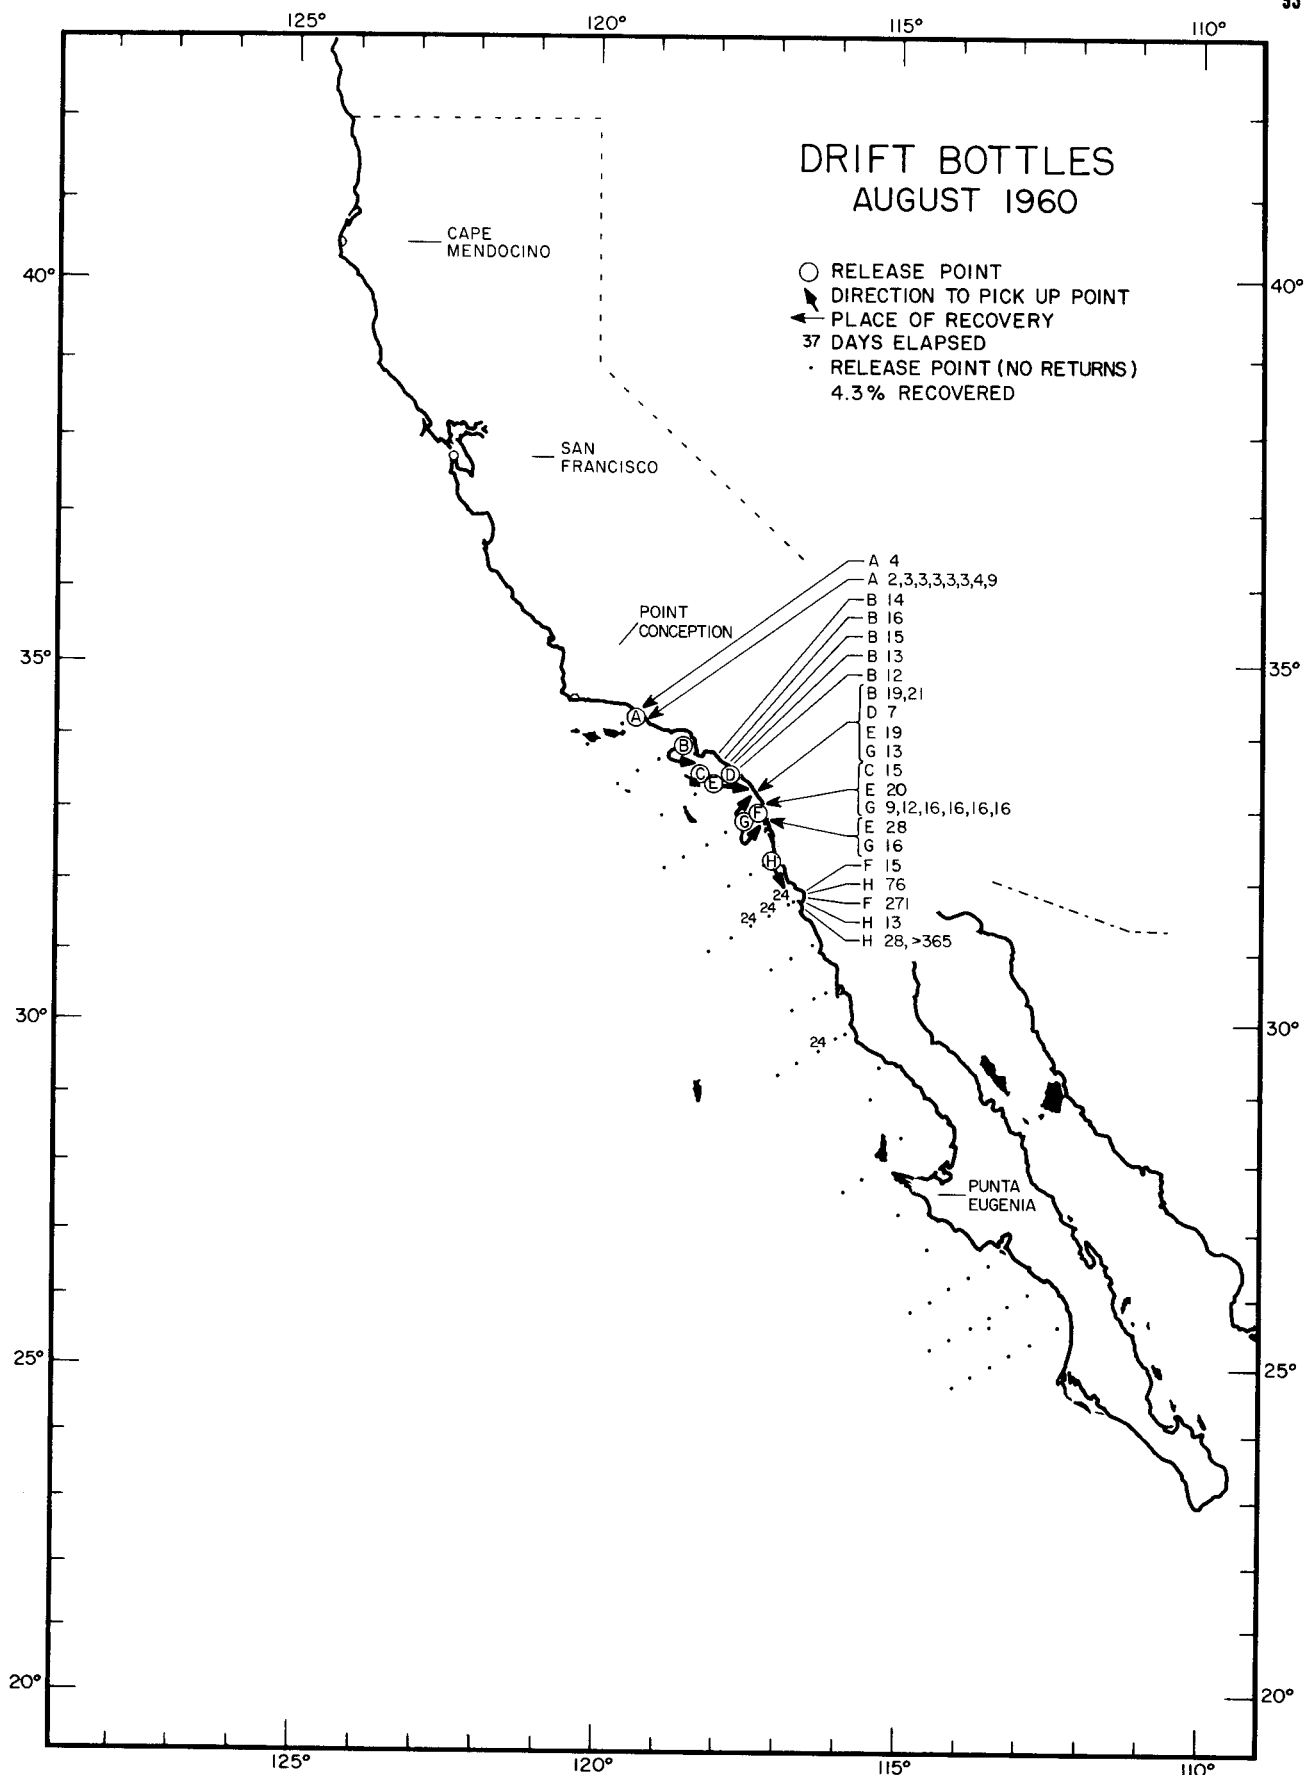 125°
120°
115°
110°
DRIFT BOTTLES
AUGUST 1960
RELEASE POINT
DIRECTION TO PICK UP POINT
PLACE OF RECOVERY
37 DAYS ELAPSED
RELEASE POINT (NO RETURNS)
4.3% RECOVERED
CAPE
MENDOCINO
40°
40°
SAN
FRANCISCO
POINT
CONCEPTION
A 4
A 2,3,3,3,3,3,4,9
B 14
B 16
B 15
B 13
B 12
B 19,21
D 7
E 19
G 13
C 15
E 20
G 9,12,16,16,16,16
E 28
G 16
F 15
H 76
F 271
H 13
H 28, >365
35°
35°
A
B
C
D
E
F
G
H
24
24
24
30°
30°
24
PUNTA
EUGENIA
25°
25°
20°
20°
125°
120°
115°
110°